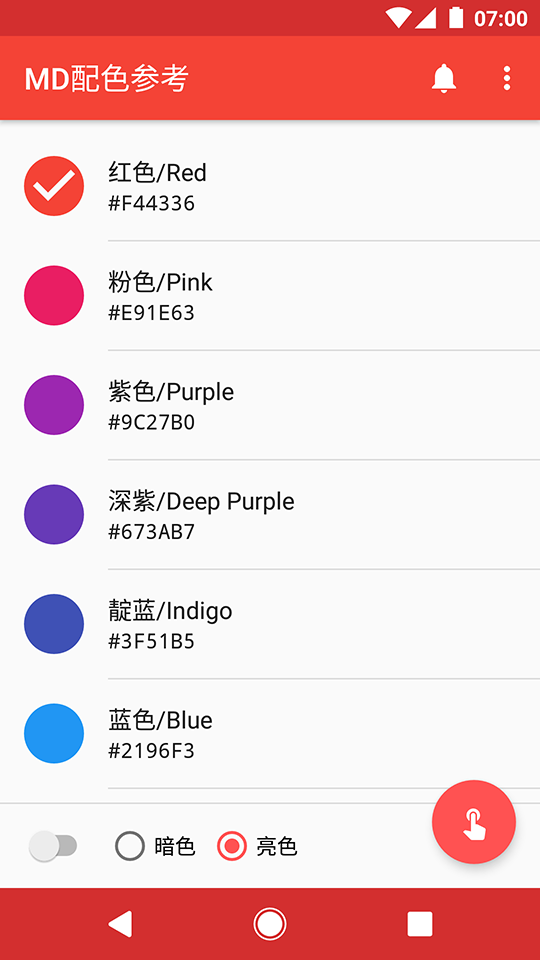 07:00
MD配色参考
红色/Red
#F44336
粉色/Pink
#E91E63
紫色/Purple
#9C27B0
深紫/Deep Purple
#673AB7
靛蓝/Indigo
#3F51B5
蓝色/Blue
#2196F3
暗色 亮色